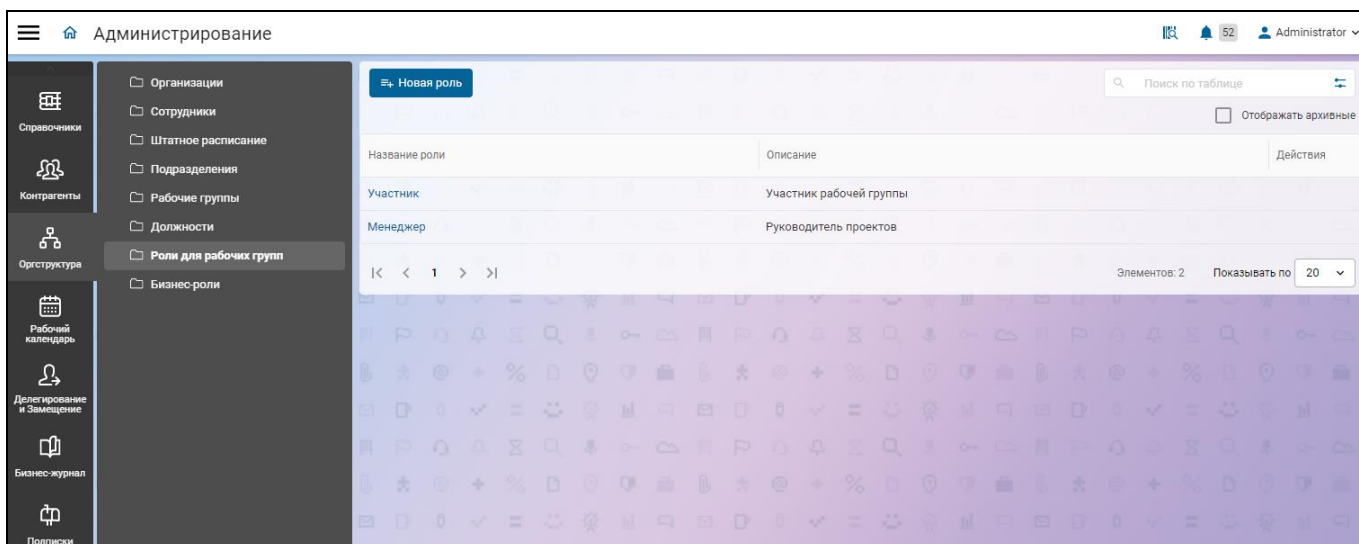 Администрирование
52
Administrator
Справочники
Контрагенты
Оргструктура
Рабочий
календарь
Делегирование
и Замещение
Бизнес-журнал
Подписки
Организации
Сотрудники
Штатное расписание
Подразделения
Рабочие группы
Должности
Роли для рабочих групп
Бизнес-роли
Новая роль
Поиск по таблице
Отображать архивные
Название роли
Описание
Действия
Участник
Участник рабочей группы
Менеджер
Руководитель проектов
1
Элементов: 2
Показывать по
20